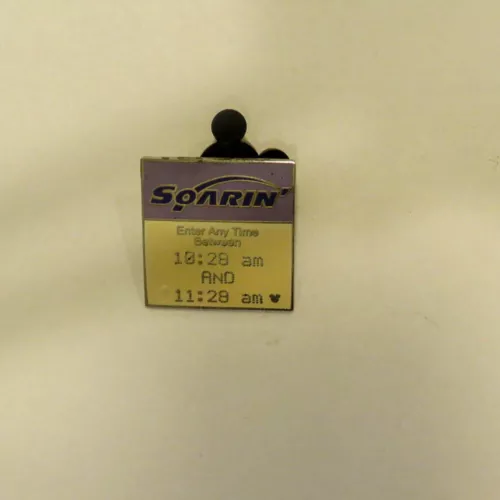 SOARIN'
Enter Any Time
Between
10:28 am
AND
11:28 am